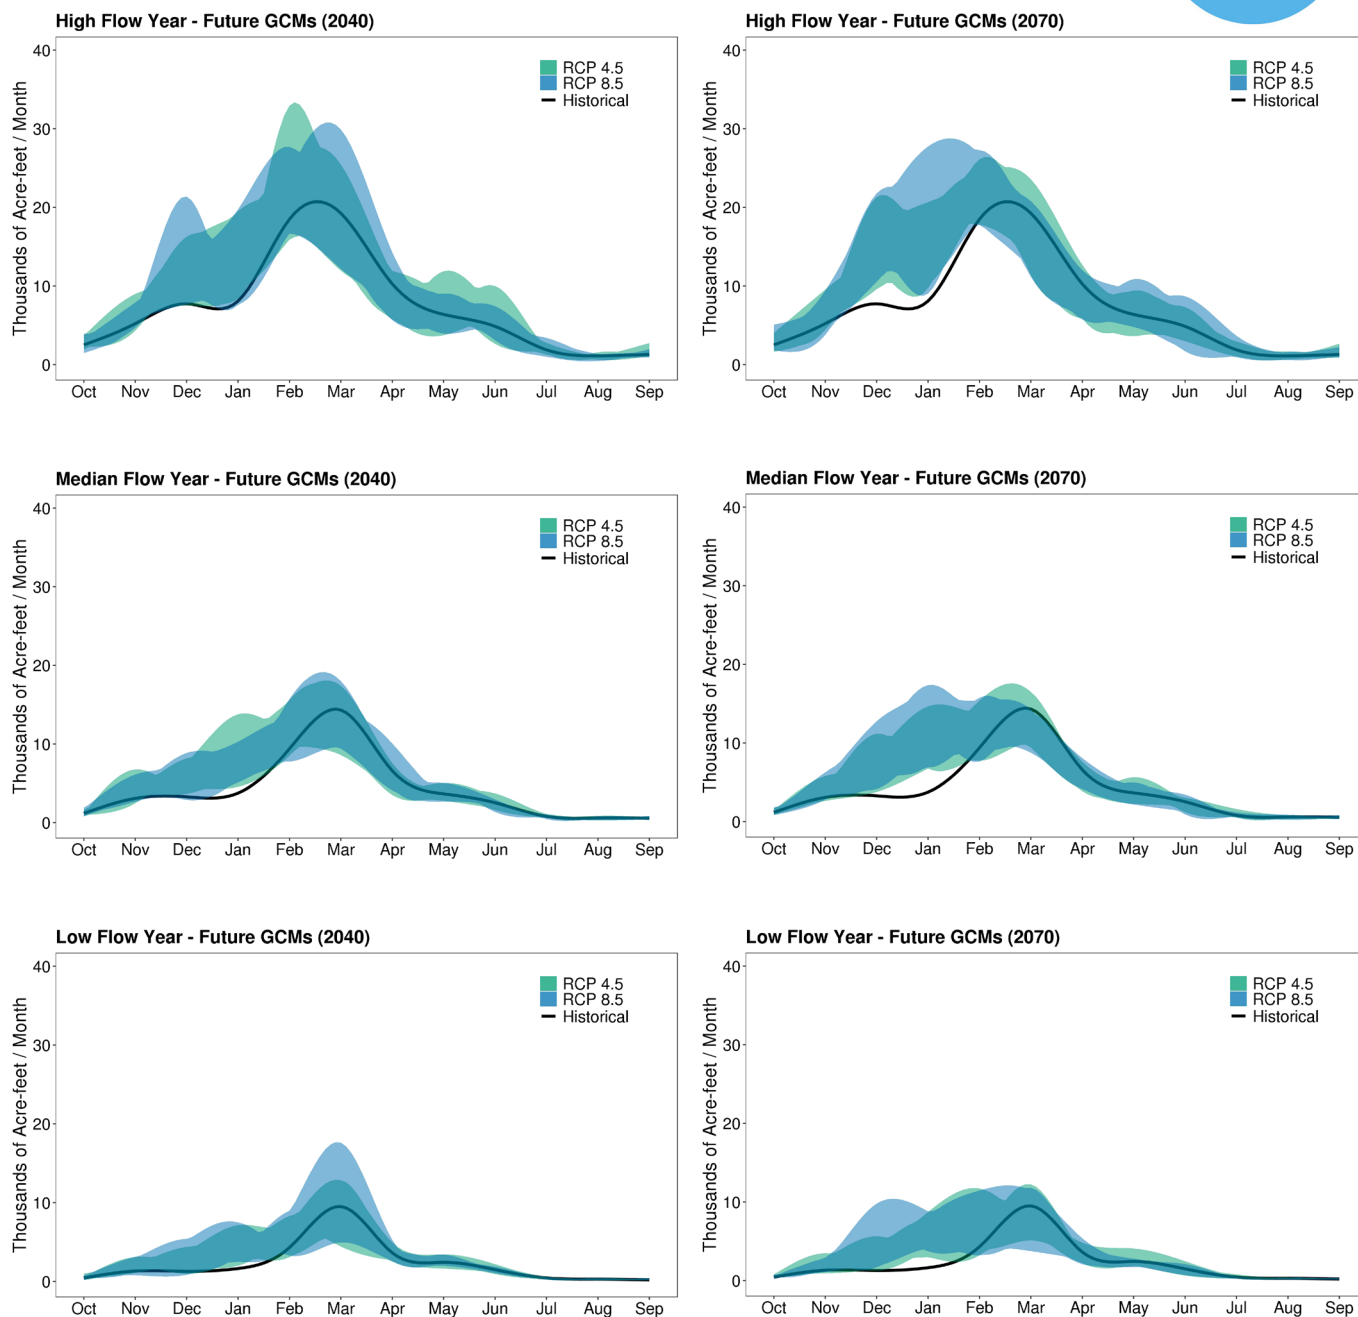 High Flow Year - Future GCMs (2040)
Thousands of Acre-feet / Month
40
30
20
10
0
RCP 4.5
RCP 8.5
Historical
Oct Nov Dec Jan Feb Mar Apr May Jun Jul Aug Sep
High Flow Year - Future GCMs (2070)
Thousands of Acre-feet / Month
40
30
20
10
0
RCP 4.5
RCP 8.5
Historical
Oct Nov Dec Jan Feb Mar Apr May Jun Jul Aug Sep
Median Flow Year - Future GCMs (2040)
Thousands of Acre-feet / Month
40
30
20
10
0
RCP 4.5
RCP 8.5
Historical
Oct Nov Dec Jan Feb Mar Apr May Jun Jul Aug Sep
Median Flow Year - Future GCMs (2070)
Thousands of Acre-feet / Month
40
30
20
10
0
RCP 4.5
RCP 8.5
Historical
Oct Nov Dec Jan Feb Mar Apr May Jun Jul Aug Sep
Low Flow Year - Future GCMs (2040)
Thousands of Acre-feet / Month
40
30
20
10
0
RCP 4.5
RCP 8.5
Historical
Oct Nov Dec Jan Feb Mar Apr May Jun Jul Aug Sep
Low Flow Year - Future GCMs (2070)
Thousands of Acre-feet / Month
40
30
20
10
0
RCP 4.5
RCP 8.5
Historical
Oct Nov Dec Jan Feb Mar Apr May Jun Jul Aug Sep